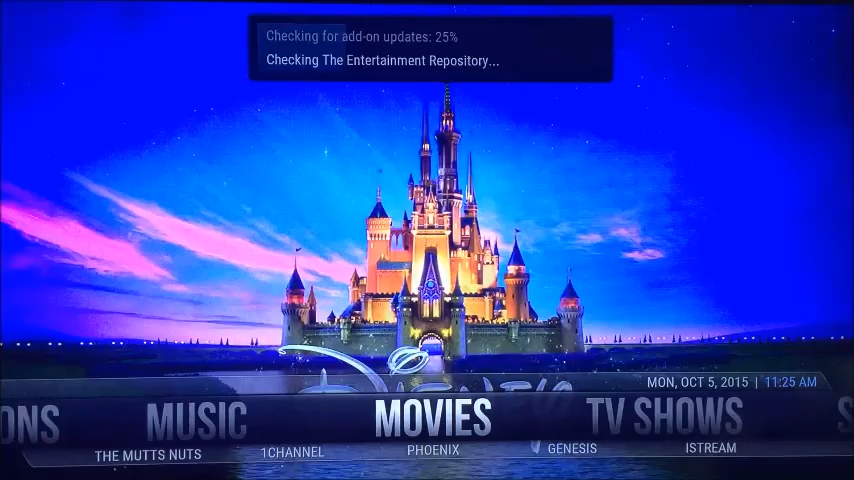 Checking for add-on updates: 25%
Checking The Entertainment Repository...
MON, OCT 5, 2015 | 11:25 AM
ONS MUSIC MOVIES TV SHOWS S
THE MUTTS NUTS 1CHANNEL PHOENIX GENESIS ISTREAM